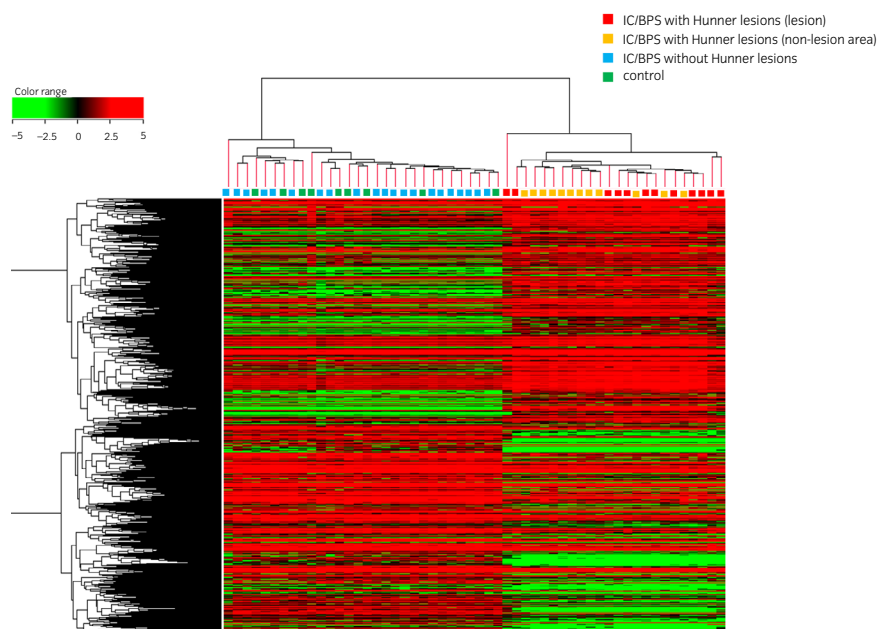 IC/BPS with Hunner lesions (lesion)
IC/BPS with Hunner lesions (non-lesion area)
IC/BPS without Hunner lesions
control
Color range
−5 −2.5 0 2.5 5